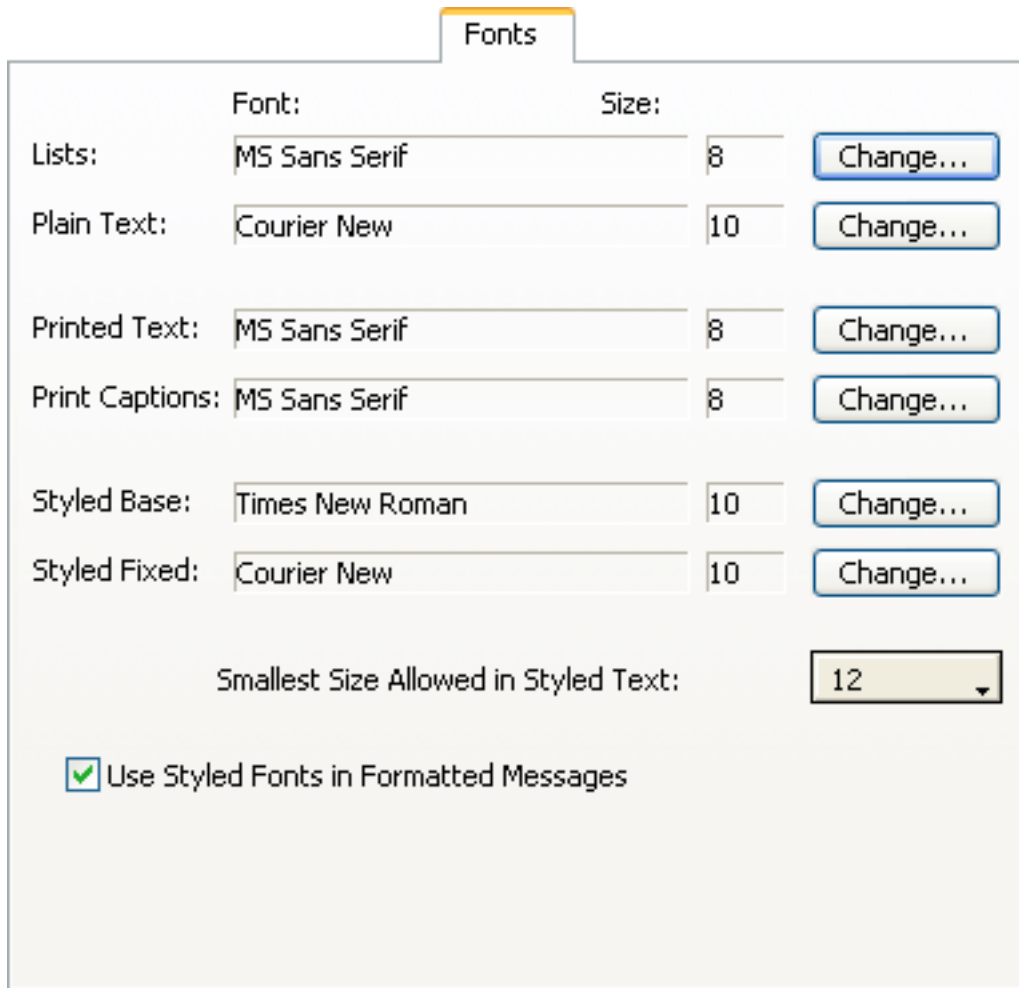 Fonts
Font: Size:
Lists: MS Sans Serif 8 Change...
Plain Text: Courier New 10 Change...
Printed Text: MS Sans Serif 8 Change...
Print Captions: MS Sans Serif 8 Change...
Styled Base: Times New Roman 10 Change...
Styled Fixed: Courier New 10 Change...
Smallest Size Allowed in Styled Text: 12
Use Styled Fonts in Formatted Messages